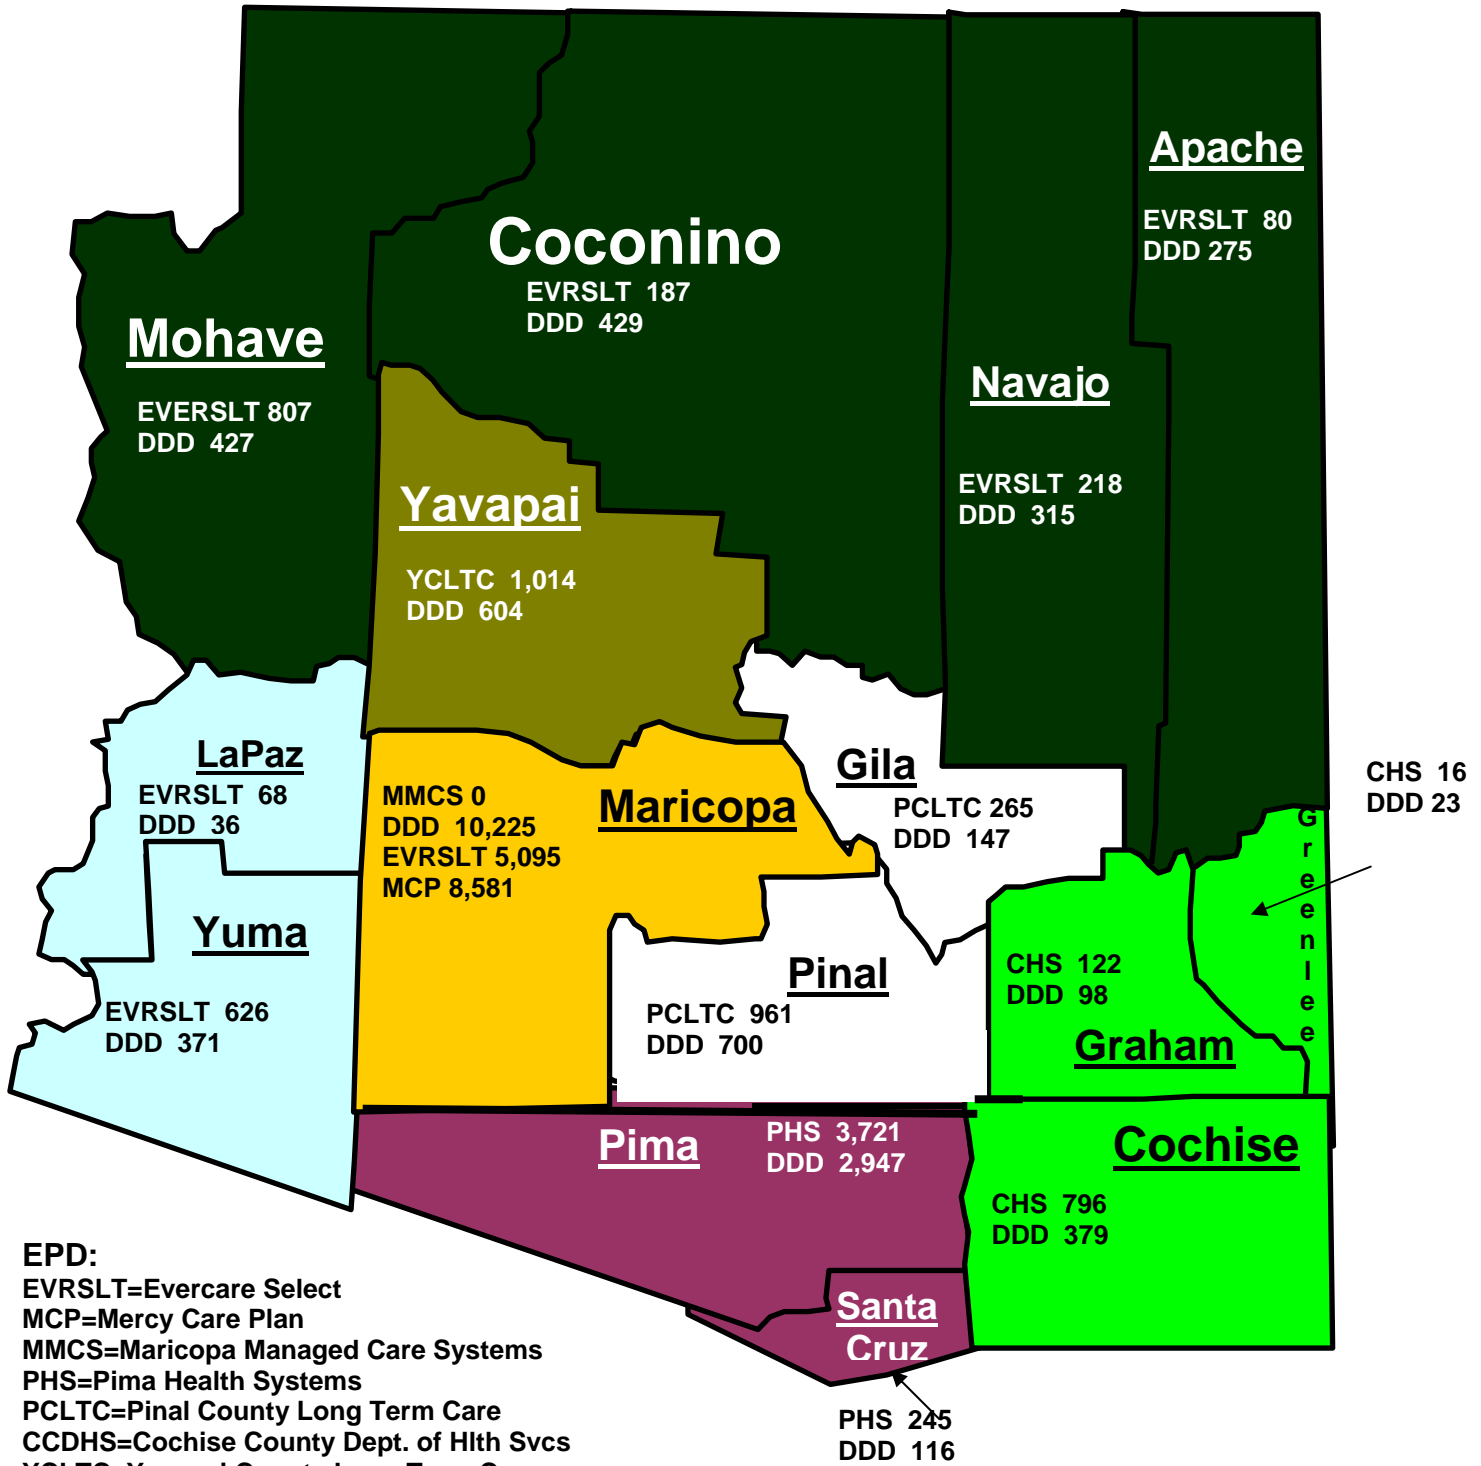 Apache
EVRSLT 80
DDD 275
Coconino
EVRSLT 187
DDD 429
Mohave
EVERSLT 807
DDD 427
Navajo
EVRSLT 218
DDD 315
Yavapai
YCLTC 1,014
DDD 604
LaPaz
EVRSLT 68
DDD 36
MMCS 0
DDD 10,225
EVRSLT 5,095
MCP 8,581
Maricopa
Gila
PCLTC 265
DDD 147
CHS 16
DDD 23
Greenlee
Yuma
EVRSLT 626
DDD 371
Pinal
PCLTC 961
DDD 700
CHS 122
DDD 98
Graham
Pima
PHS 3,721
DDD 2,947
Cochise
CHS 796
DDD 379
Santa
Cruz
PHS 245
DDD 116
EPD:
EVRSLT=Evercare Select
MCP=Mercy Care Plan
MMCS=Maricopa Managed Care Systems
PHS=Pima Health Systems
PCLTC=Pinal County Long Term Care
CCDHS=Cochise County Dept. of Hlth Svcs